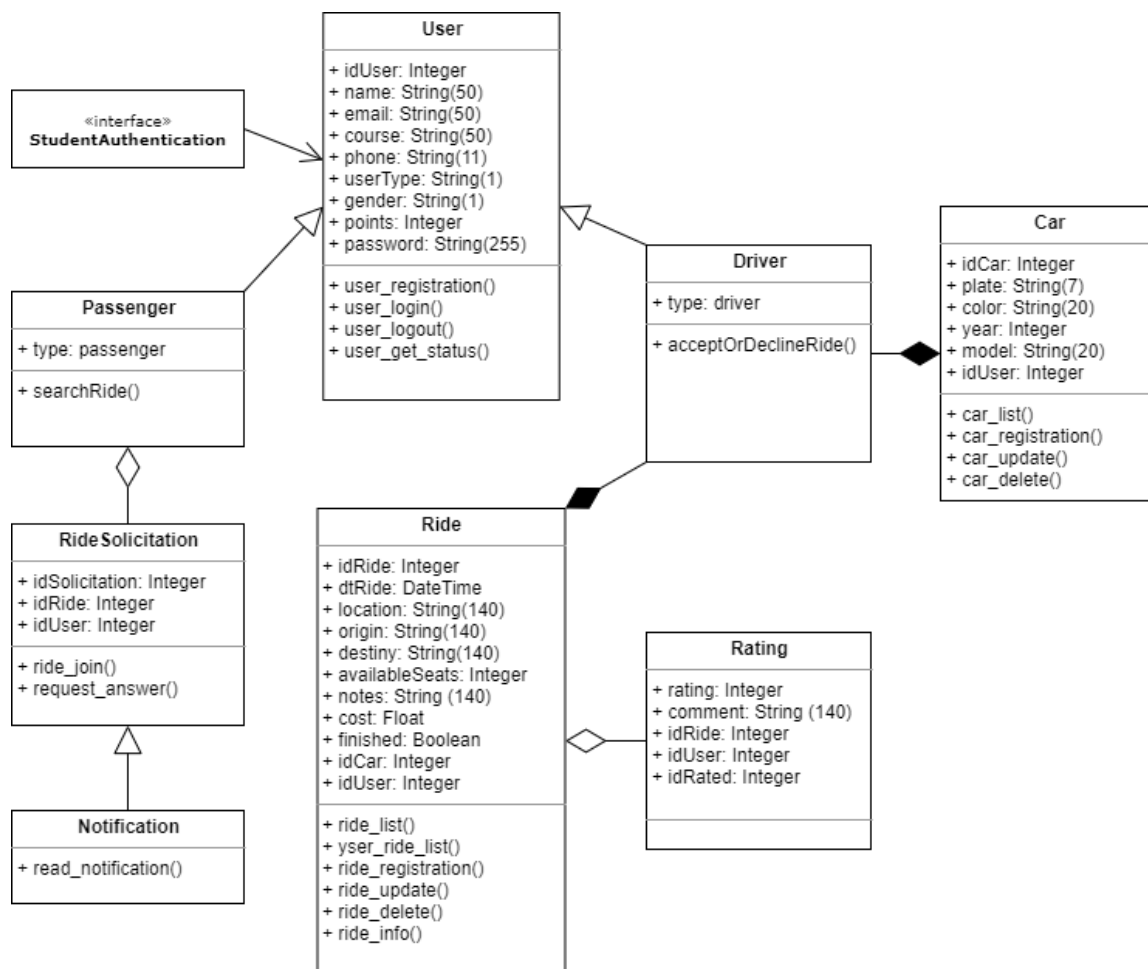 User
+ idUser: Integer
+ name: String(50)
+ email: String(50)
+ course: String(50)
+ phone: String(11)
+ userType: String(1)
+ gender: String(1)
+ points: Integer
+ password: String(255)
+ user_registration()
+ user_login()
+ user_logout()
+ user_get_status()
«interface»
StudentAuthentication
Passenger
+ type: passenger
+ searchRide()
Driver
+ type: driver
+ acceptOrDeclineRide()
Car
+ idCar: Integer
+ plate: String(7)
+ color: String(20)
+ year: Integer
+ model: String(20)
+ idUser: Integer
+ car_list()
+ car_registration()
+ car_update()
+ car_delete()
RideSolicitation
+ idSolicitation: Integer
+ idRide: Integer
+ idUser: Integer
+ ride_join()
+ request_answer()
Ride
+ idRide: Integer
+ dtRide: DateTime
+ location: String(140)
+ origin: String(140)
+ destiny: String(140)
+ availableSeats: Integer
+ notes: String (140)
+ cost: Float
+ finished: Boolean
+ idCar: Integer
+ idUser: Integer
+ ride_list()
+ yser_ride_list()
+ ride_registration()
+ ride_update()
+ ride_delete()
+ ride_info()
Rating
+ rating: Integer
+ comment: String (140)
+ idRide: Integer
+ idUser: Integer
+ idRated: Integer
Notification
+ read_notification()